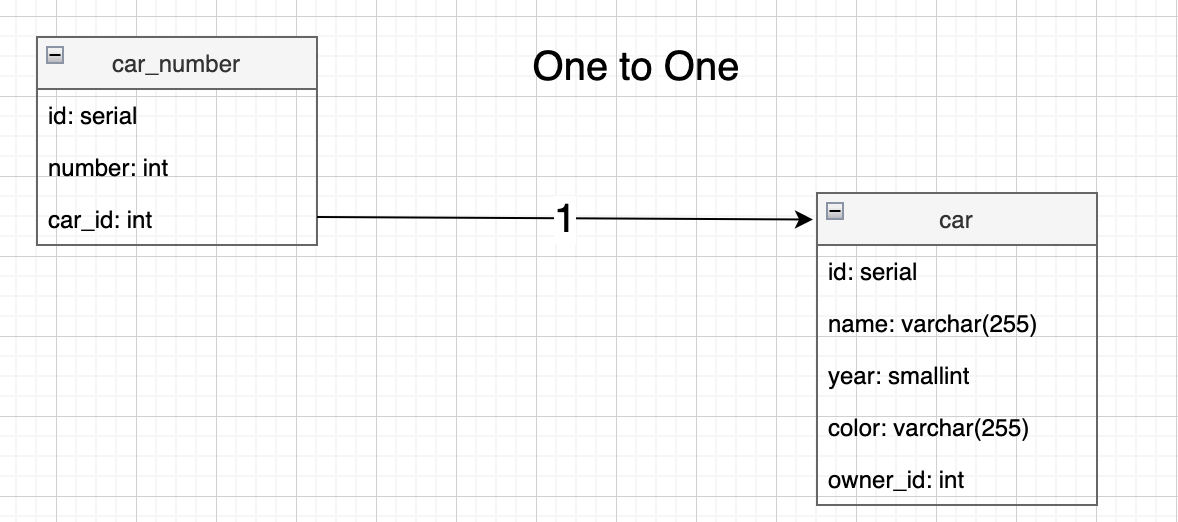 One to One
car_number
id: serial
number: int
car_id: int
1
car
id: serial
name: varchar(255)
year: smallint
color: varchar(255)
owner_id: int